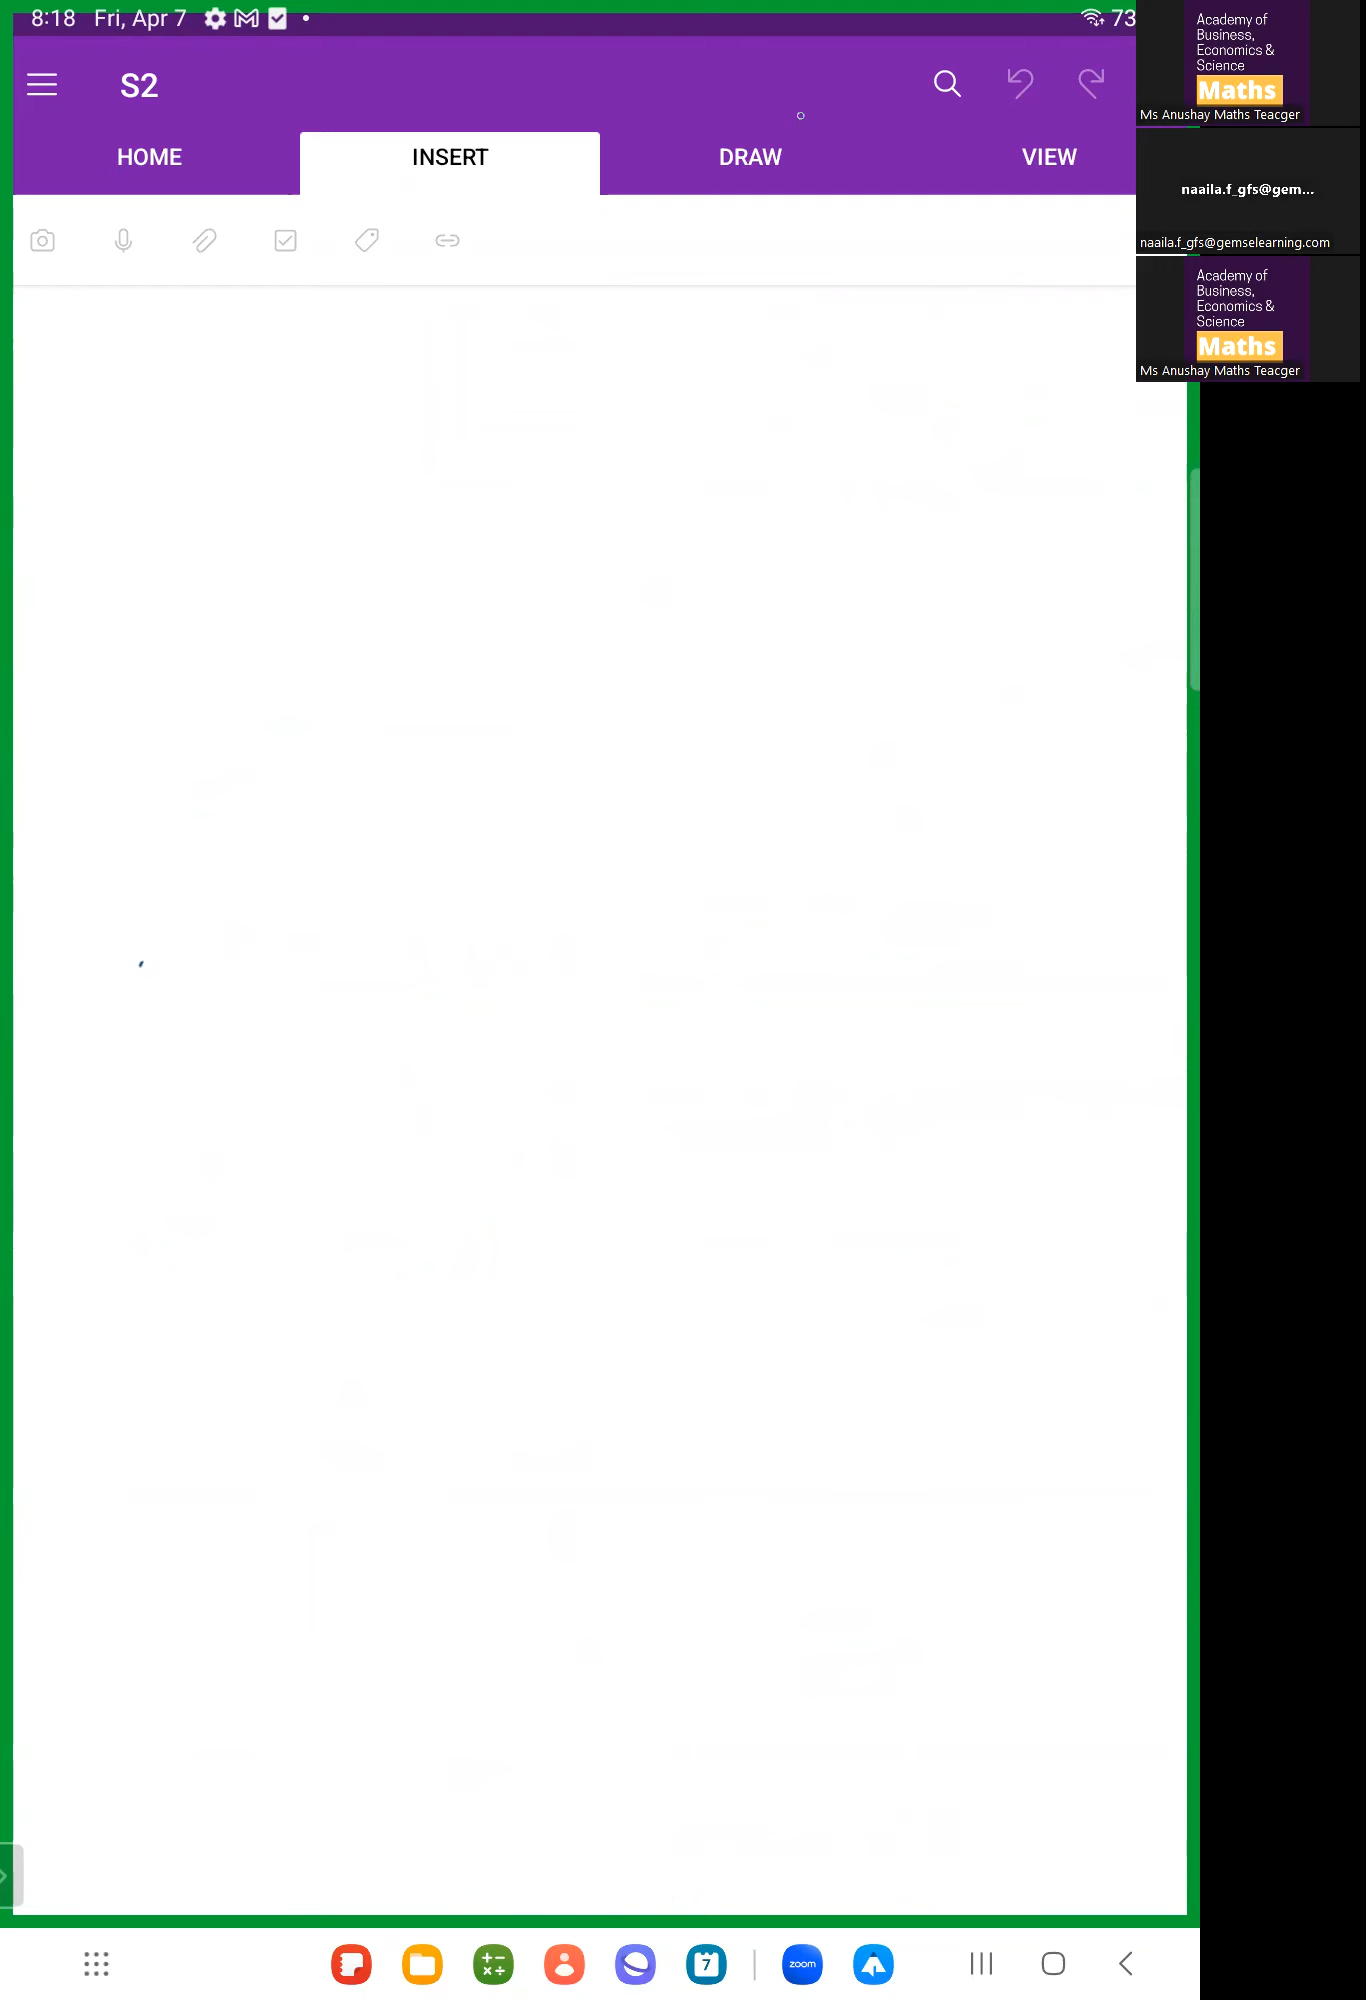 8:18 Fri, Apr 7
73
S2
HOME
INSERT
DRAW
VIEW
Academy of
Business,
Economics &
Science
Maths
Ms Anushay Maths Teacger
naaila.f_gfs@gem...
naaila.f_gfs@gemselearning.com
Academy of
Business,
Economics &
Science
Maths
Ms Anushay Maths Teacger
7
zoom